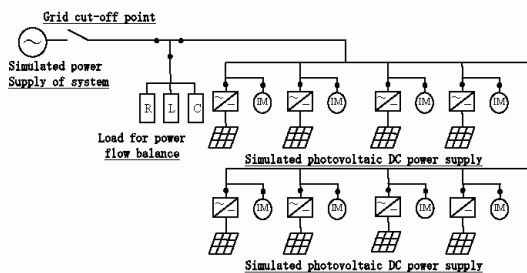 Grid cut-off point
Simulated power
Supply of system
R L C
IM IM IM IM
Load for power
flow balance
Simulated photovoltaic DC power supply
IM IM IM IM
Simulated photovoltaic DC power supply